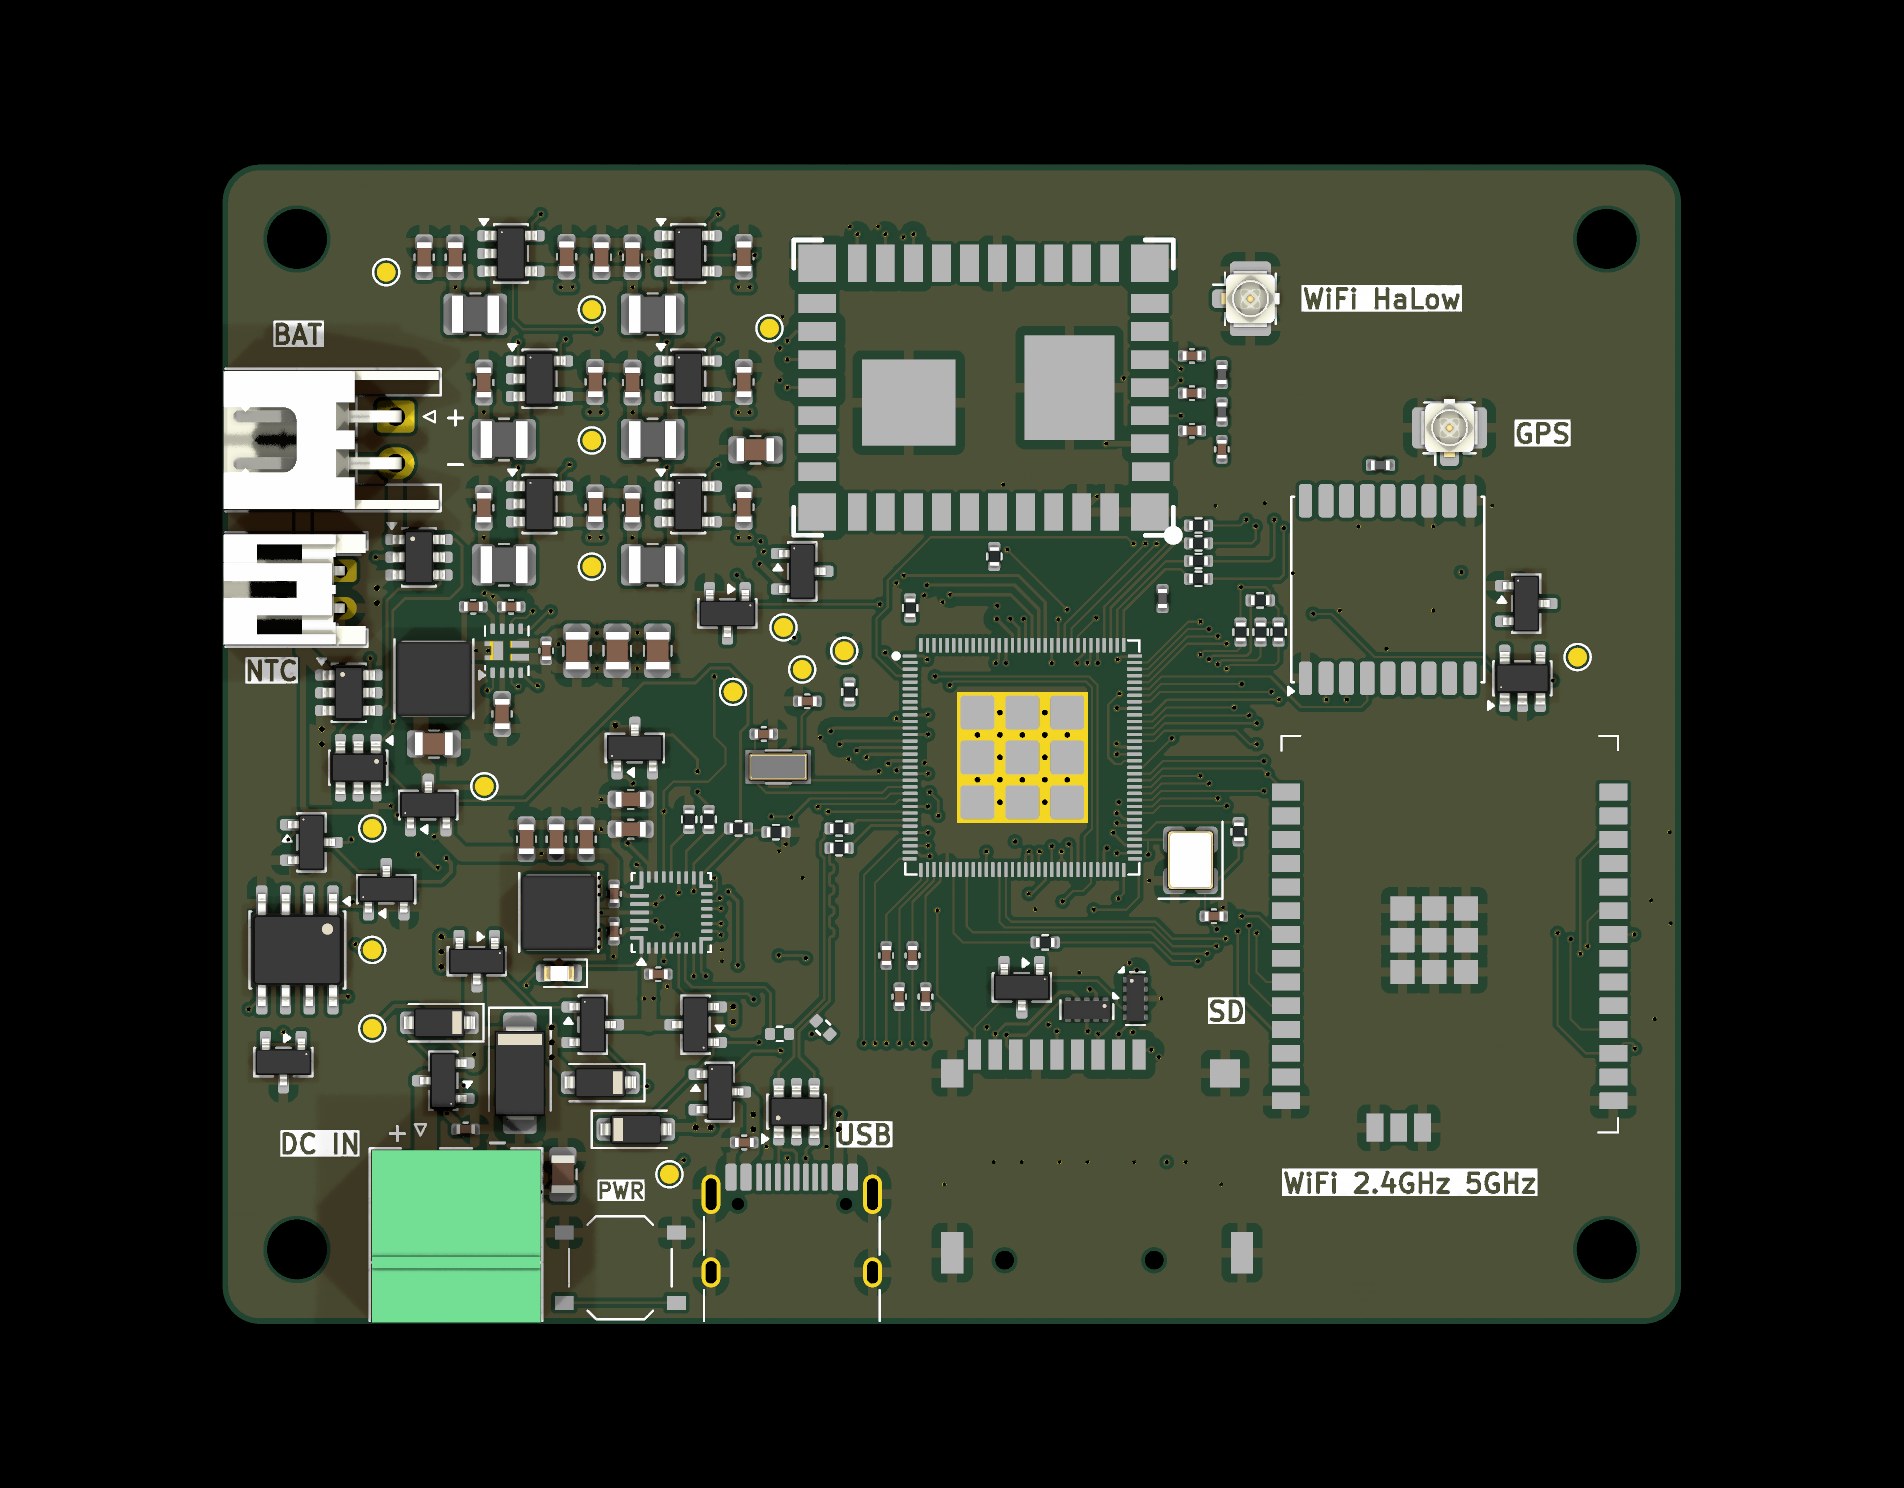 WiFi HaLow
BAT
+
GPS
−
NTC
SD
USB
DC IN
+
−
PWR
WiFi 2.4GHz 5GHz